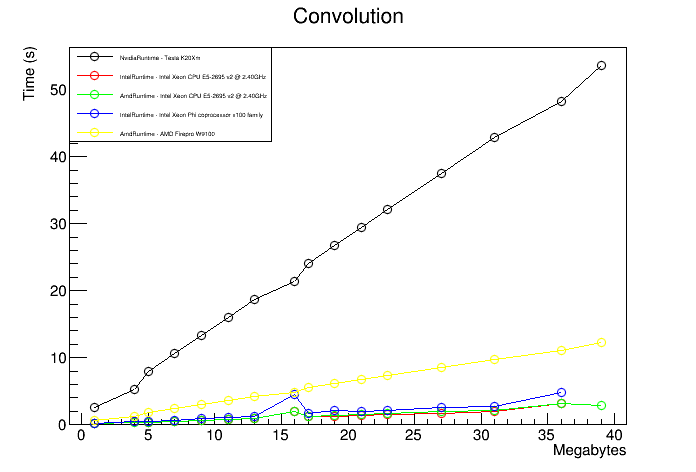 Convolution
Time (s)
NvidiaRuntime - Tesla K20Xm
IntelRuntime - Intel Xeon CPU E5-2695 v2 @ 2.40GHz
AmdRuntime - Intel Xeon CPU E5-2695 v2 @ 2.40GHz
IntelRuntime - Intel Xeon Phi coprocessor x100 family
AmdRuntime - AMD Firepro W9100
50
40
30
20
10
0
0 5 10 15 20 25 30 35 40
Megabytes